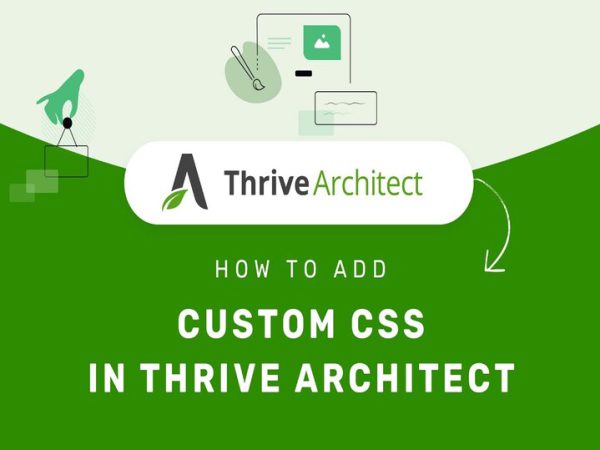 Thrive Architect
HOW TO ADD
CUSTOM CSS
IN THRIVE ARCHITECT